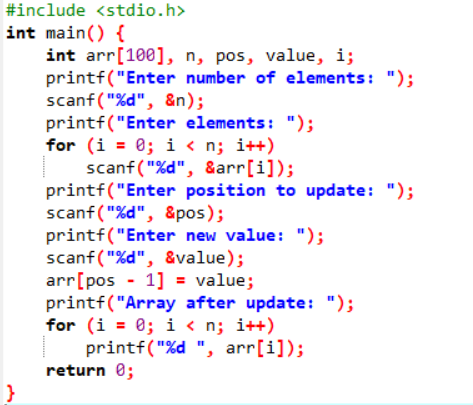 #include <stdio.h>
int main() {
    int arr[100], n, pos, value, i;
    printf("Enter number of elements: ");
    scanf("%d", &n);
    printf("Enter elements: ");
    for (i = 0; i < n; i++)
        scanf("%d", &arr[i]);
    printf("Enter position to update: ");
    scanf("%d", &pos);
    printf("Enter new value: ");
    scanf("%d", &value);
    arr[pos - 1] = value;
    printf("Array after update: ");
    for (i = 0; i < n; i++)
        printf("%d ", arr[i]);
    return 0;
}